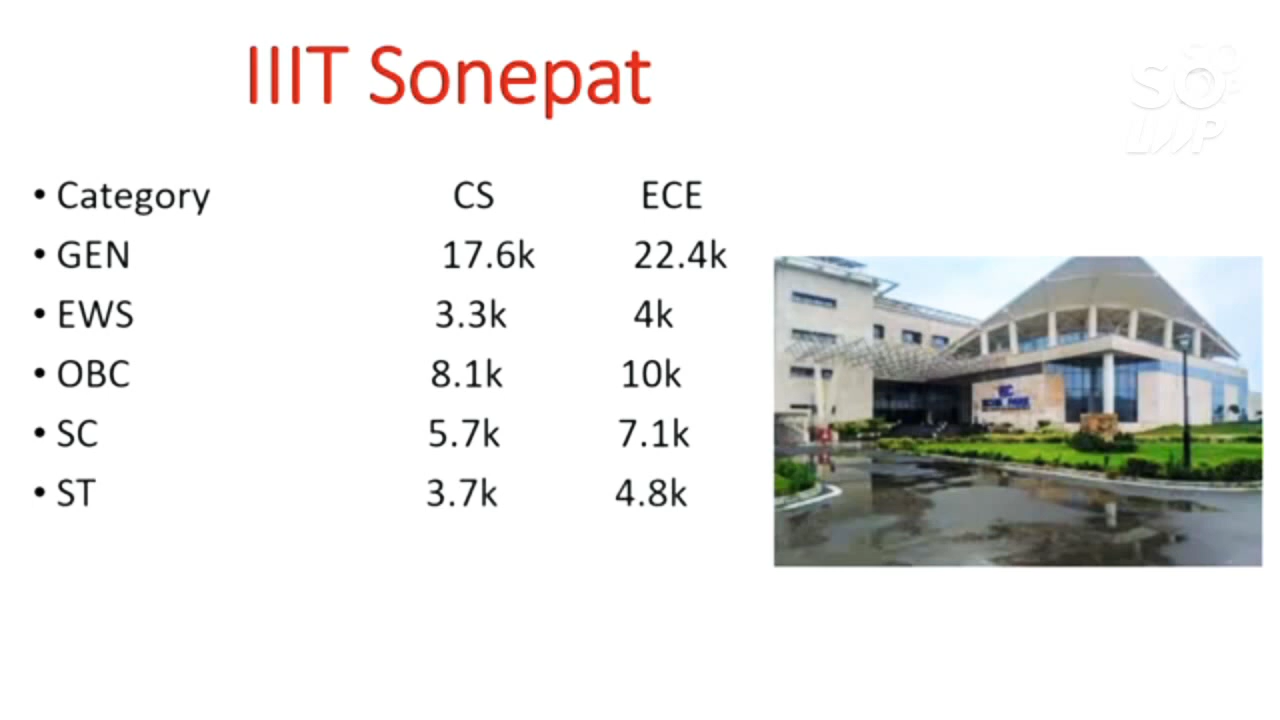 IIIT Sonepat
• Category CS ECE
• GEN 17.6k 22.4k
• EWS 3.3k 4k
• OBC 8.1k 10k
• SC 5.7k 7.1k
• ST 3.7k 4.8k